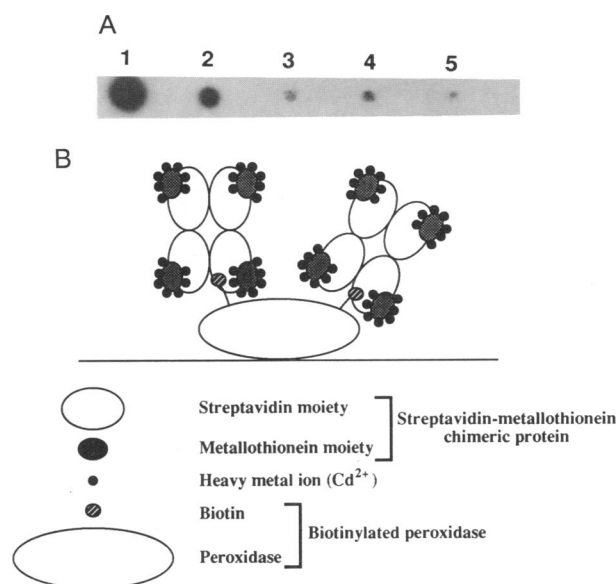 A
1 2 3 4 5
B
Streptavidin moiety
Metallothionein moiety
Streptavidin-metallothionein
chimeric protein
Heavy metal ion (Cd²⁺)
Biotin
Peroxidase
Biotinylated peroxidase